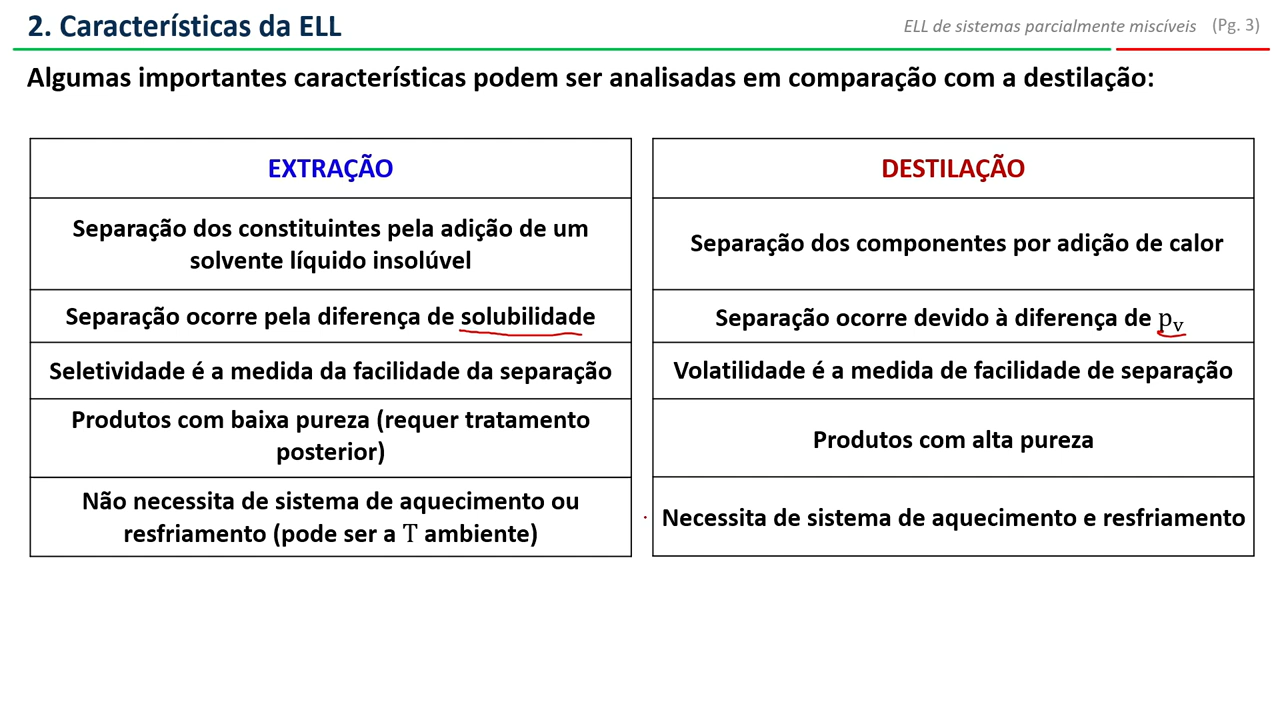 2. Características da ELL
ELL de sistemas parcialmente miscíveis (Pg. 3)
Algumas importantes características podem ser analisadas em comparação com a destilação:
EXTRAÇÃO
Separação dos constituintes pela adição de um
solvente líquido insolúvel
Separação ocorre pela diferença de solubilidade
Seletividade é a medida da facilidade da separação
Produtos com baixa pureza (requer tratamento
posterior)
Não necessita de sistema de aquecimento ou
resfriamento (pode ser a T ambiente)
DESTILAÇÃO
Separação dos componentes por adição de calor
Separação ocorre devido à diferença de pv
Volatilidade é a medida de facilidade de separação
Produtos com alta pureza
Necessita de sistema de aquecimento e resfriamento